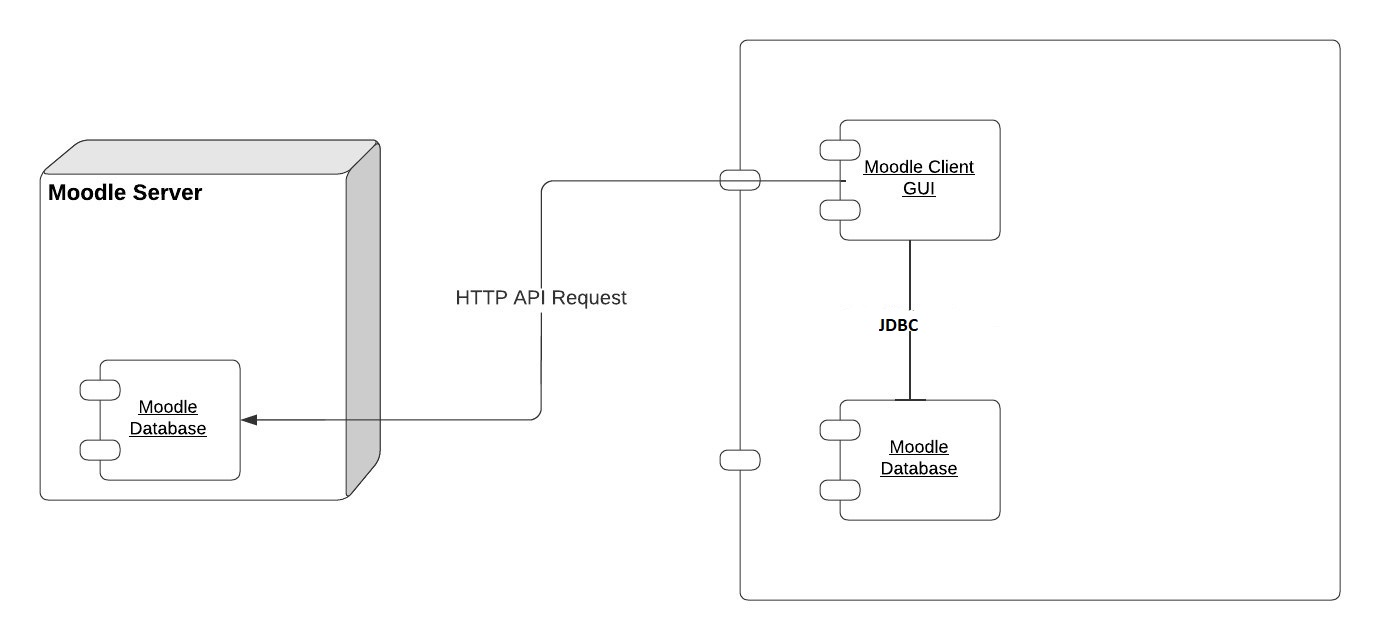 Moodle Server
Moodle Client
GUI
HTTP API Request
JDBC
Moodle
Database
Moodle
Database